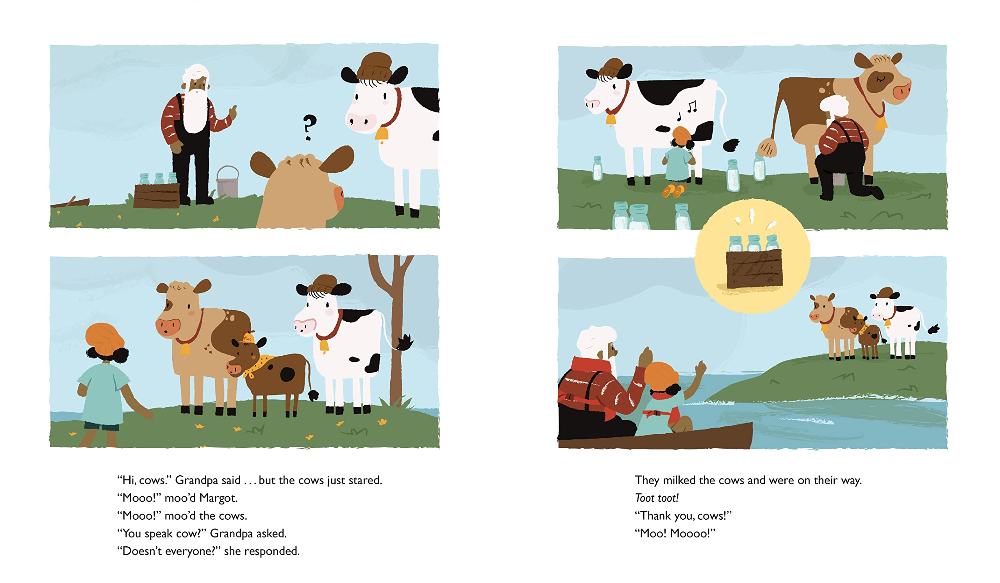 ?
Moo
“Hi, cows.” Grandpa said . . . but the cows just stared.
“Mooo!” moo’d Margot.
“Mooo!” moo’d the cows.
“You speak cow?” Grandpa asked.
“Doesn’t everyone?” she responded.
They milked the cows and were on their way.
Toot toot!
“Thank you, cows!”
“Moo! Moooo!”